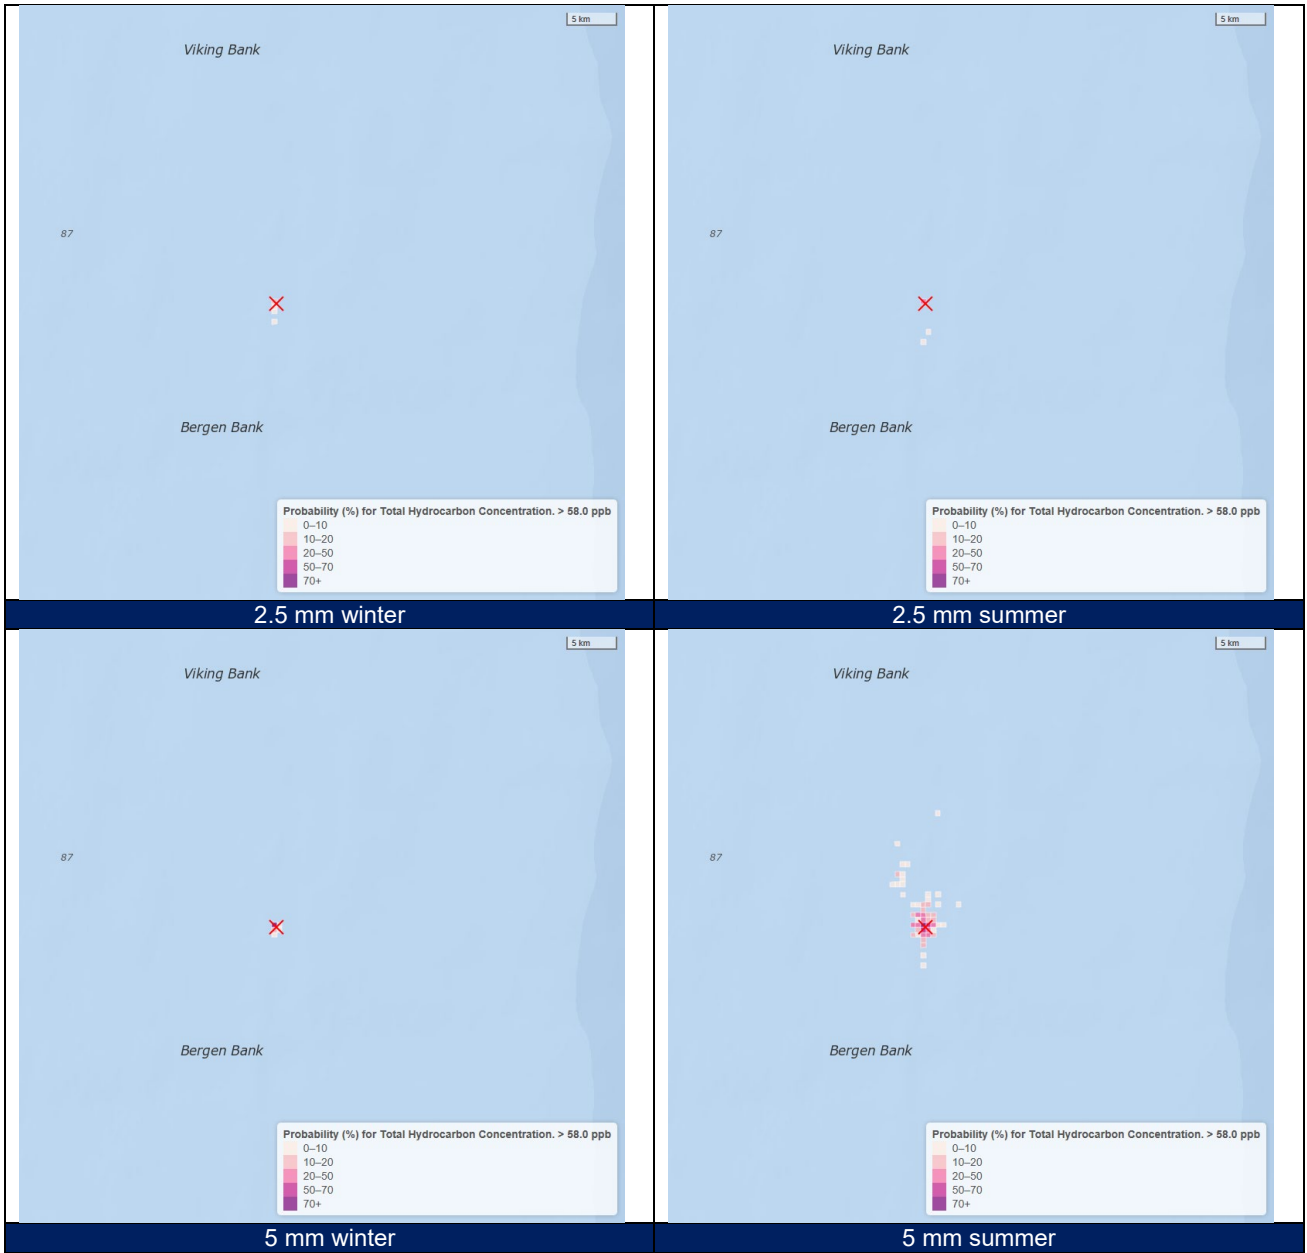 5 km
Viking Bank
87
Bergen Bank
Probability (%) for Total Hydrocarbon Concentration. > 58.0 ppb
0–10
10–20
20–50
50–70
70+
2.5 mm winter
5 km
Viking Bank
87
Bergen Bank
Probability (%) for Total Hydrocarbon Concentration. > 58.0 ppb
0–10
10–20
20–50
50–70
70+
2.5 mm summer
5 km
Viking Bank
87
Bergen Bank
Probability (%) for Total Hydrocarbon Concentration. > 58.0 ppb
0–10
10–20
20–50
50–70
70+
5 mm winter
5 km
Viking Bank
87
Bergen Bank
Probability (%) for Total Hydrocarbon Concentration. > 58.0 ppb
0–10
10–20
20–50
50–70
70+
5 mm summer